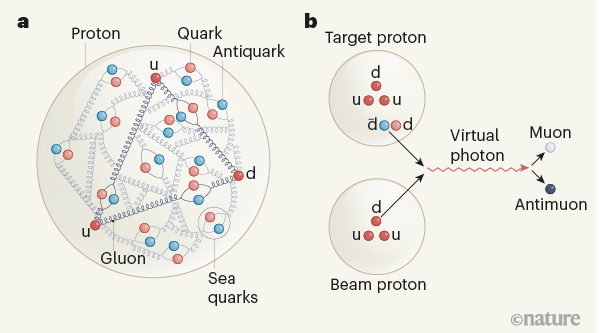 a
Proton
Quark
Antiquark
u
d
u
Gluon
Sea
quarks
b
Target proton
d
u u
d̄ d
Virtual
photon
Muon
Antimuon
d
u u
Beam proton
©nature